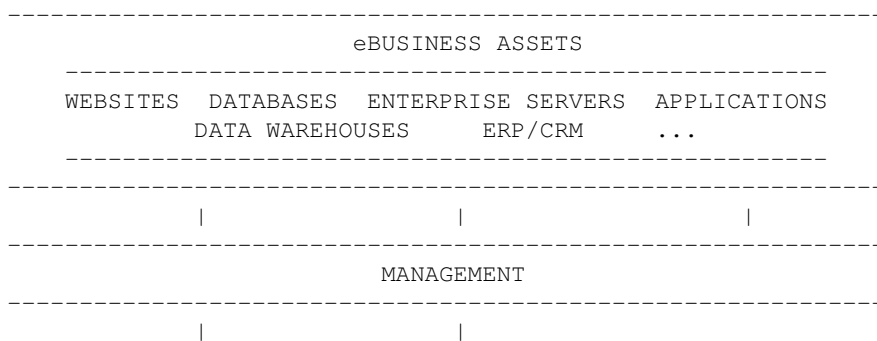 ----------------------------------------------------------------
eBUSINESS ASSETS
-----------------------------------------------------
WEBSITES DATABASES ENTERPRISE SERVERS APPLICATIONS
DATA WAREHOUSES ERP/CRM ...
-----------------------------------------------------
----------------------------------------------------------------
| | |
----------------------------------------------------------------
MANAGEMENT
----------------------------------------------------------------
| |